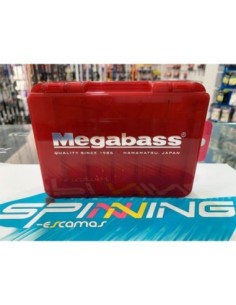 Megabass®
QUALITY SINCE 1986 HAMAMATSU, JAPAN
SPINNING
-escamas